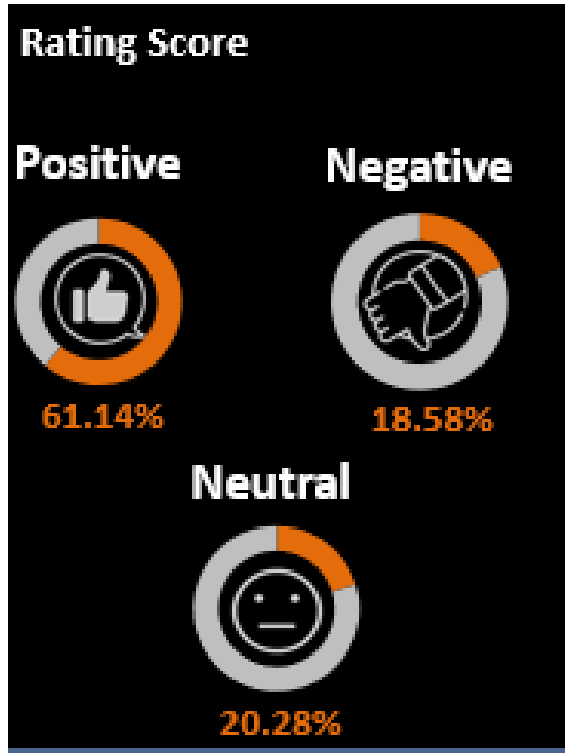 Rating Score
Positive
Negative
61.14%
18.58%
Neutral
20.28%